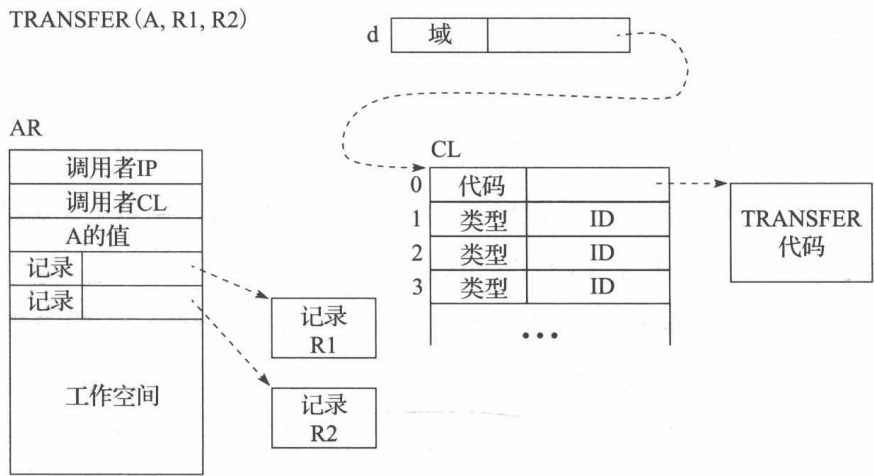 TRANSFER(A, R1, R2)
d 域
AR
调用者IP
调用者CL
A的值
记录
记录
工作空间
记录
R1
记录
R2
CL
0 代码
1 类型 ID
2 类型 ID
3 类型 ID
•••
TRANSFER
代码